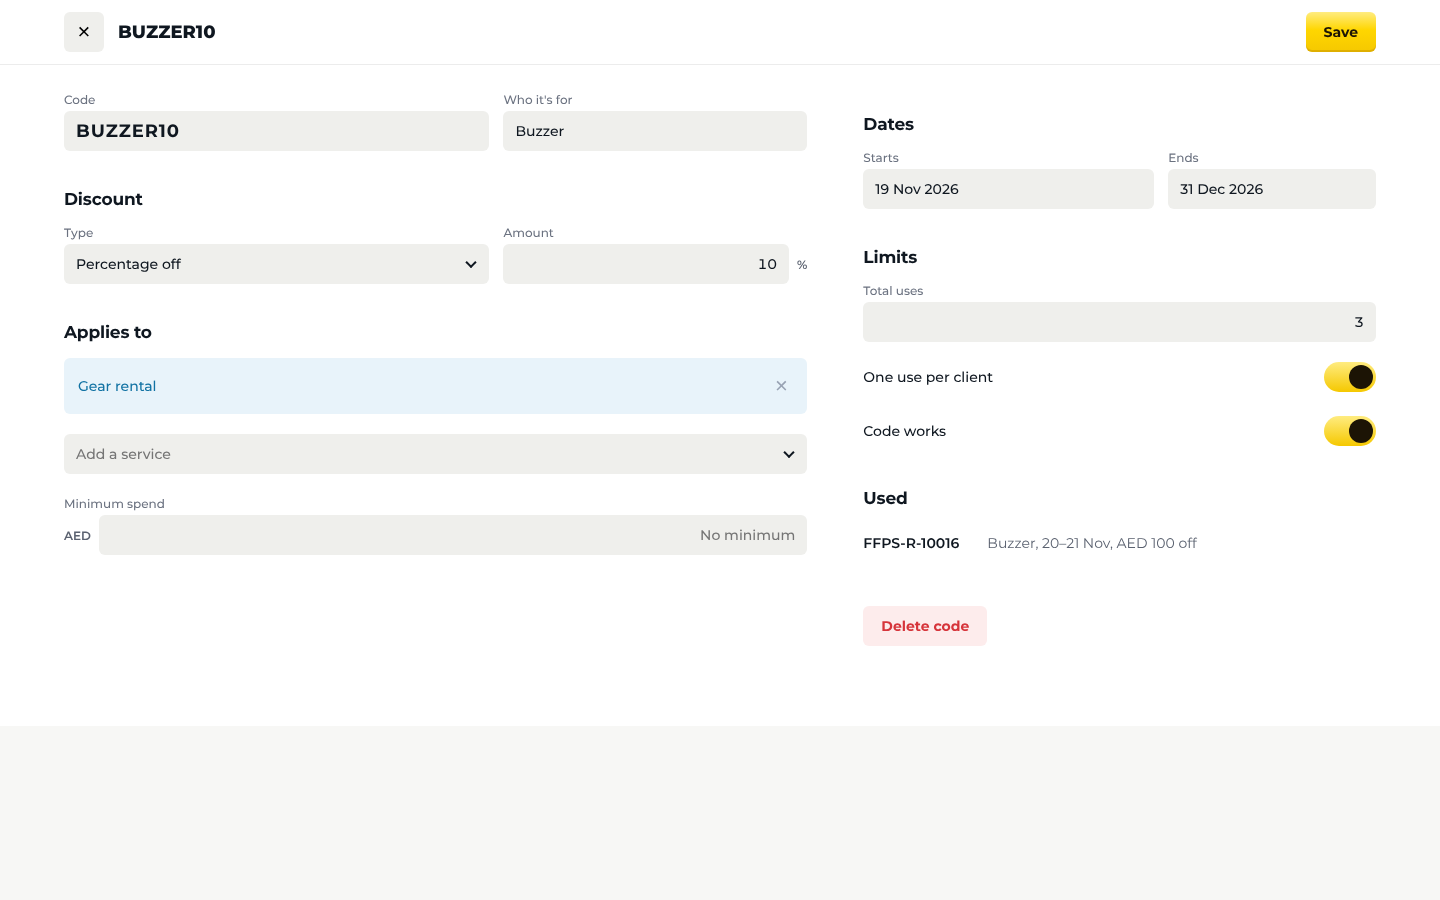 ✕ BUZZER10
Save
Code
Who it's for
BUZZER10
Buzzer
Discount
Type
Amount
Percentage off
10 %
Applies to
Gear rental ✕
Add a service
Minimum spend
AED No minimum
Dates
Starts
Ends
19 Nov 2026
31 Dec 2026
Limits
Total uses
3
One use per client
Code works
Used
FFPS-R-10016 Buzzer, 20–21 Nov, AED 100 off
Delete code